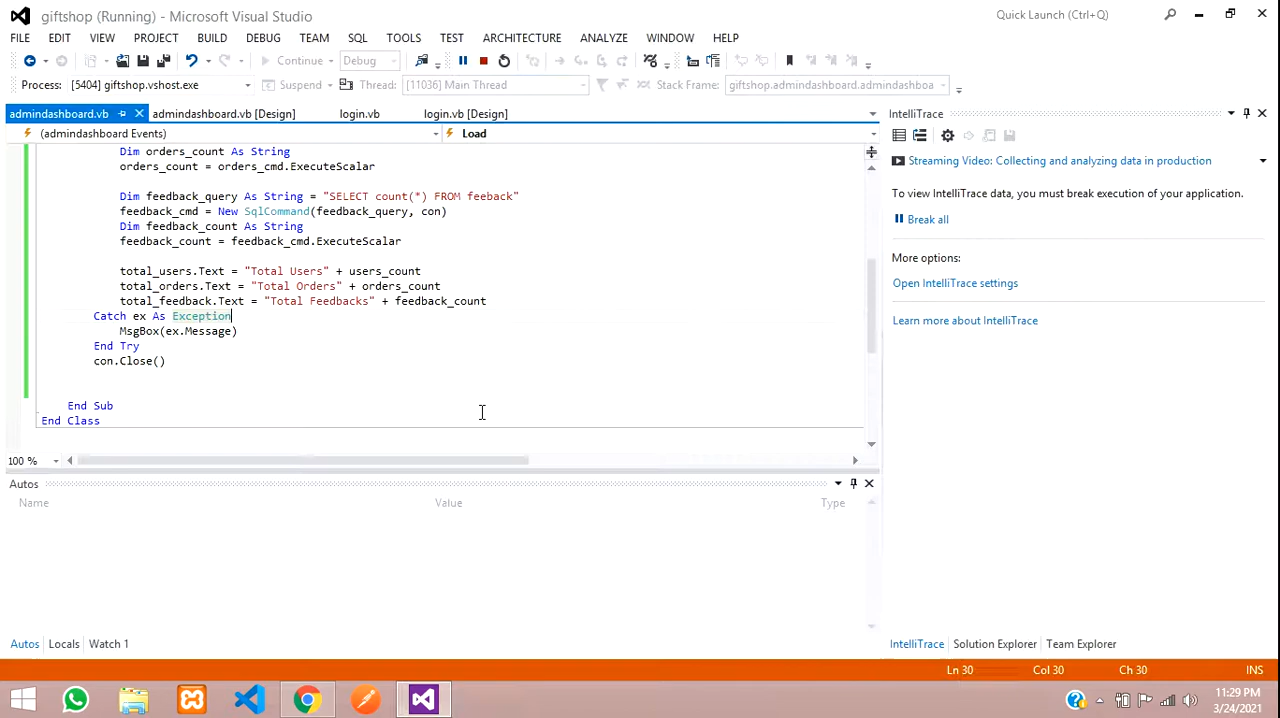 giftshop (Running) - Microsoft Visual Studio
Quick Launch (Ctrl+Q)
FILE EDIT VIEW PROJECT BUILD DEBUG TEAM SQL TOOLS TEST ARCHITECTURE ANALYZE WINDOW HELP
Continue Debug
Process: [5404] giftshop.vshost.exe Suspend Thread: [11036] Main Thread Stack Frame: giftshop.admindashboard.admindashboa
admindashboard.vb admindashboard.vb [Design] login.vb login.vb [Design]
(admindashboard Events) Load
Dim orders_count As String
orders_count = orders_cmd.ExecuteScalar
Dim feedback_query As String = "SELECT count(*) FROM feeback"
feedback_cmd = New SqlCommand(feedback_query, con)
Dim feedback_count As String
feedback_count = feedback_cmd.ExecuteScalar
total_users.Text = "Total Users" + users_count
total_orders.Text = "Total Orders" + orders_count
total_feedback.Text = "Total Feedbacks" + feedback_count
Catch ex As Exception
MsgBox(ex.Message)
End Try
con.Close()
End Sub
End Class
100 %
Autos
Name Value Type
Autos Locals Watch 1
IntelliTrace
Streaming Video: Collecting and analyzing data in production
To view IntelliTrace data, you must break execution of your application.
Break all
More options:
Open IntelliTrace settings
Learn more about IntelliTrace
IntelliTrace Solution Explorer Team Explorer
Ln 30 Col 30 Ch 30 INS
11:29 PM
3/24/2021